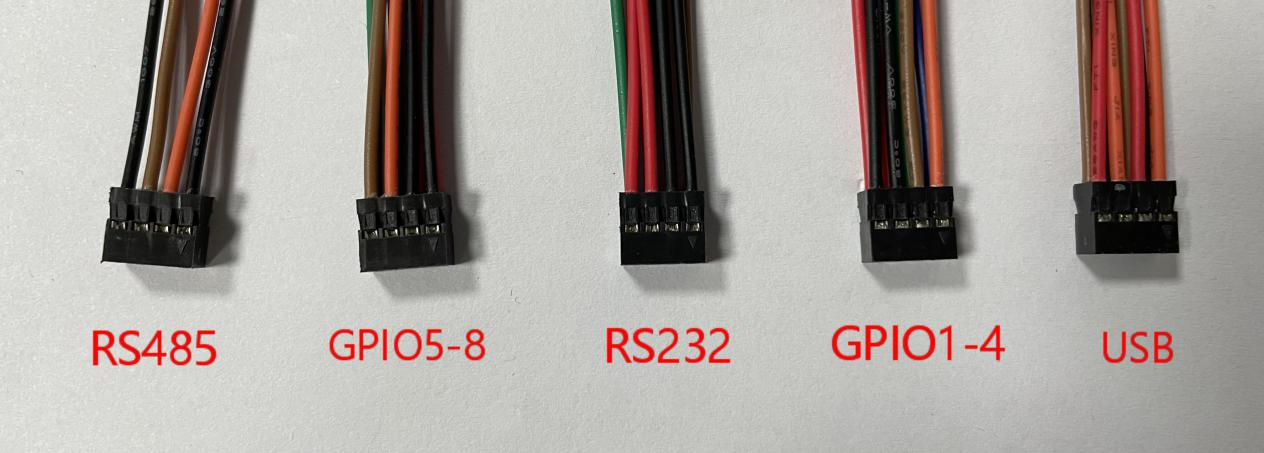 RS485
GPIO5-8
RS232
GPIO1-4
USB